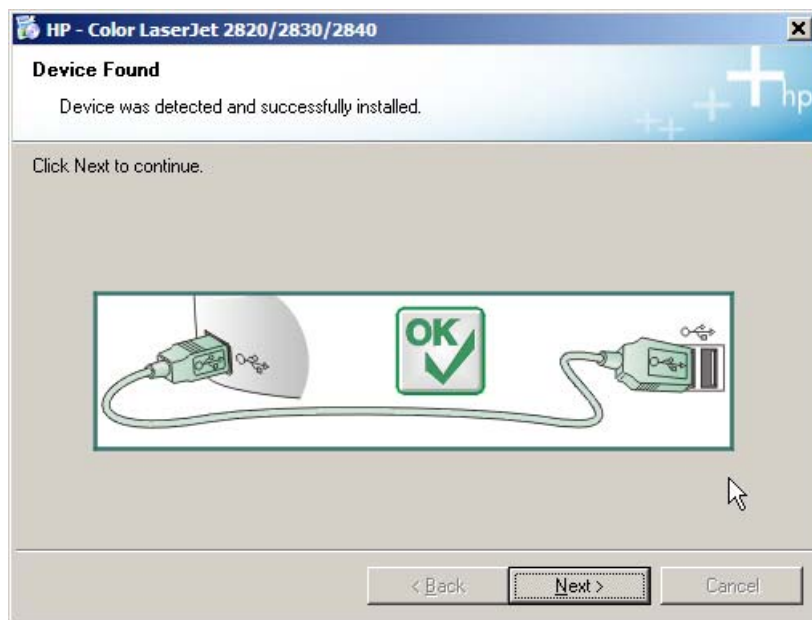 HP - Color LaserJet 2820/2830/2840
Device Found
Device was detected and successfully installed.
hp
Click Next to continue.
OK
< Back
Next >
Cancel